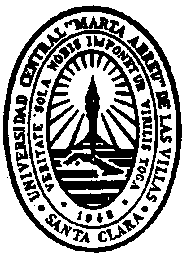 UNIVERSIDAD CENTRAL "MARTA ABREU" DE LAS VILLAS
VERITATE SOLA NOBIS IMPONETUR VIRILIS TOGA
1948
SANTA CLARA